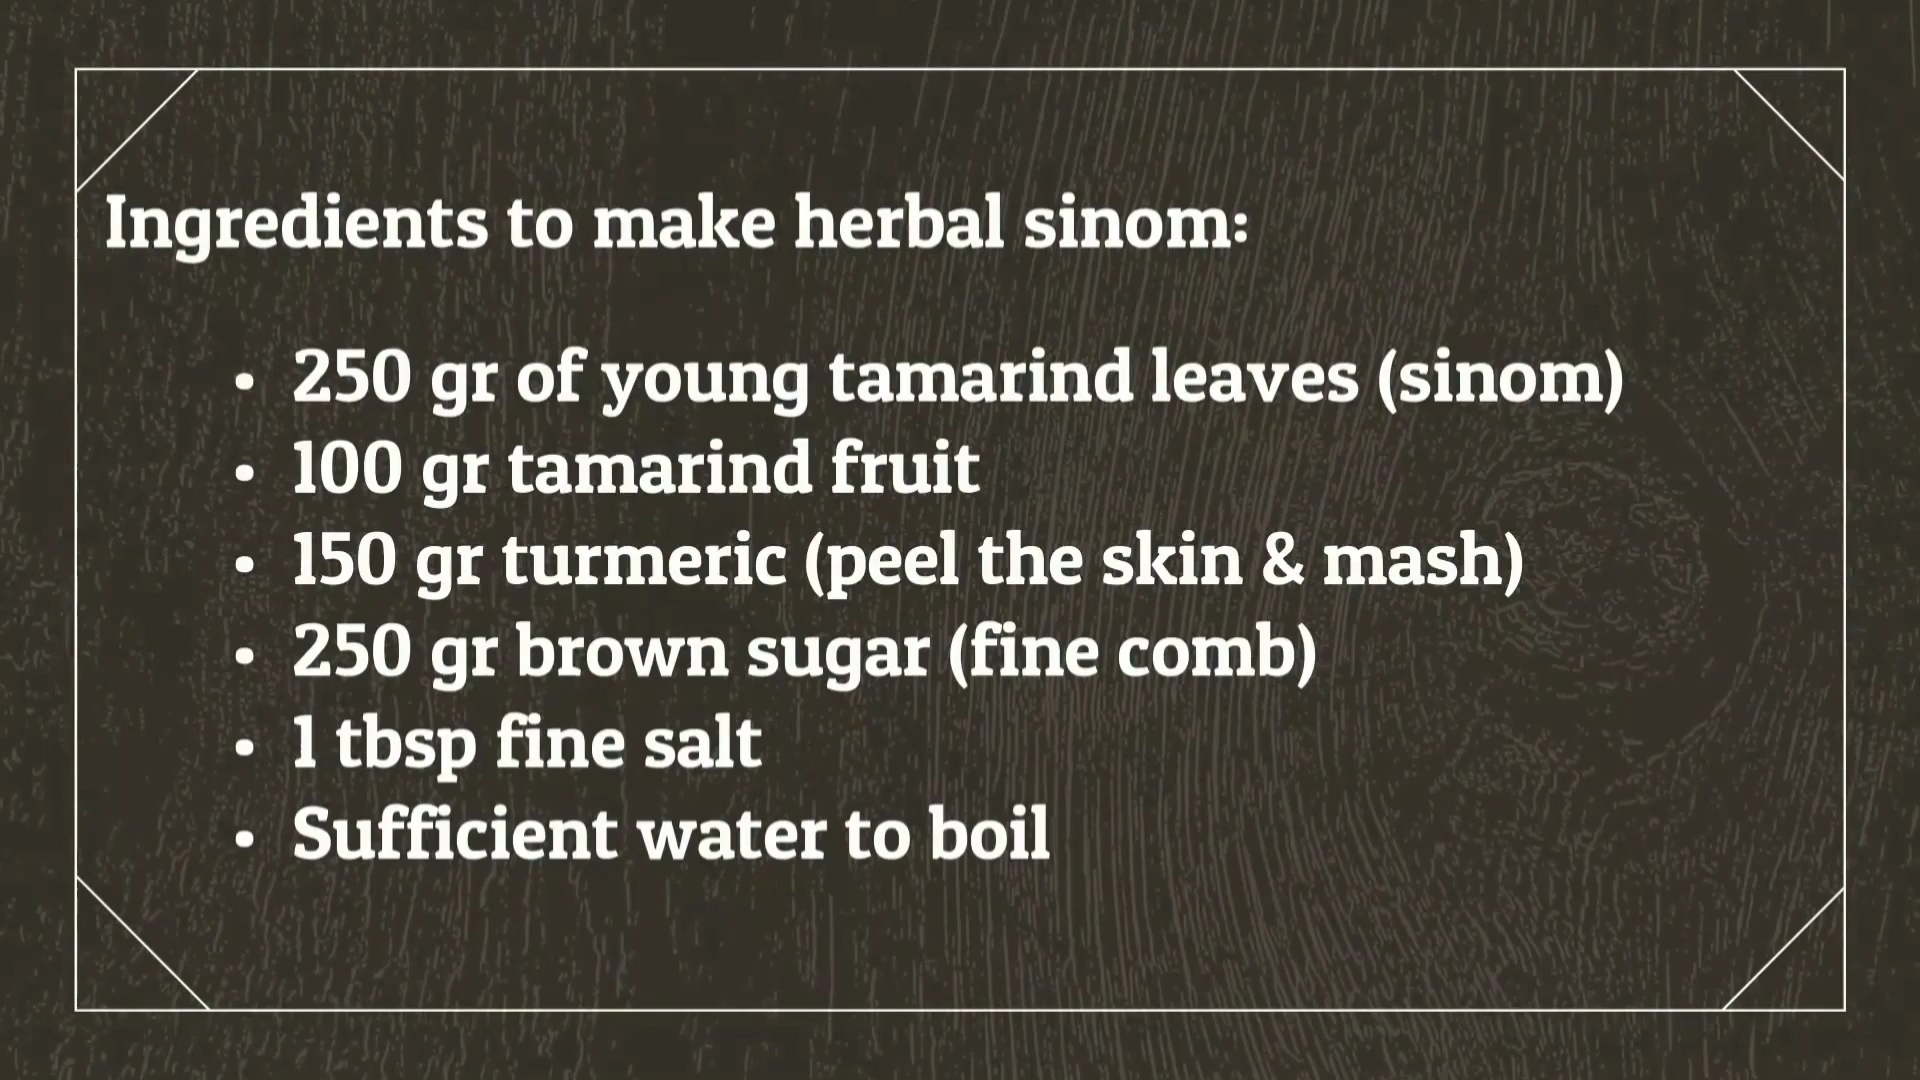 Ingredients to make herbal sinom:
• 250 gr of young tamarind leaves (sinom)
• 100 gr tamarind fruit
• 150 gr turmeric (peel the skin & mash)
• 250 gr brown sugar (fine comb)
• 1 tbsp fine salt
• Sufficient water to boil